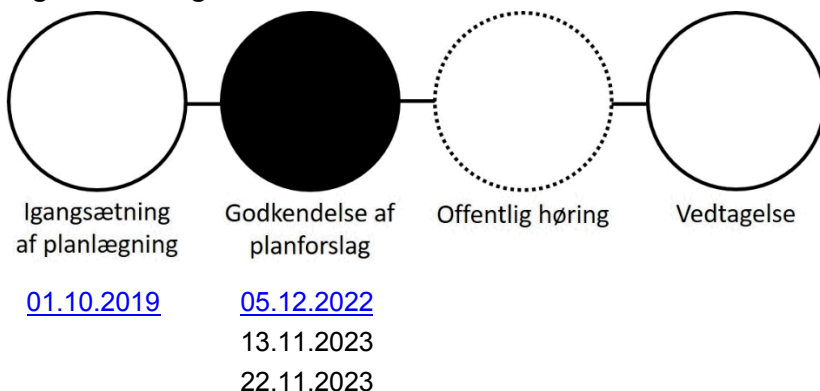 Igangsætning
af planlægning
01.10.2019
Godkendelse af
planforslag
05.12.2022
13.11.2023
22.11.2023
Offentlig høring
Vedtagelse